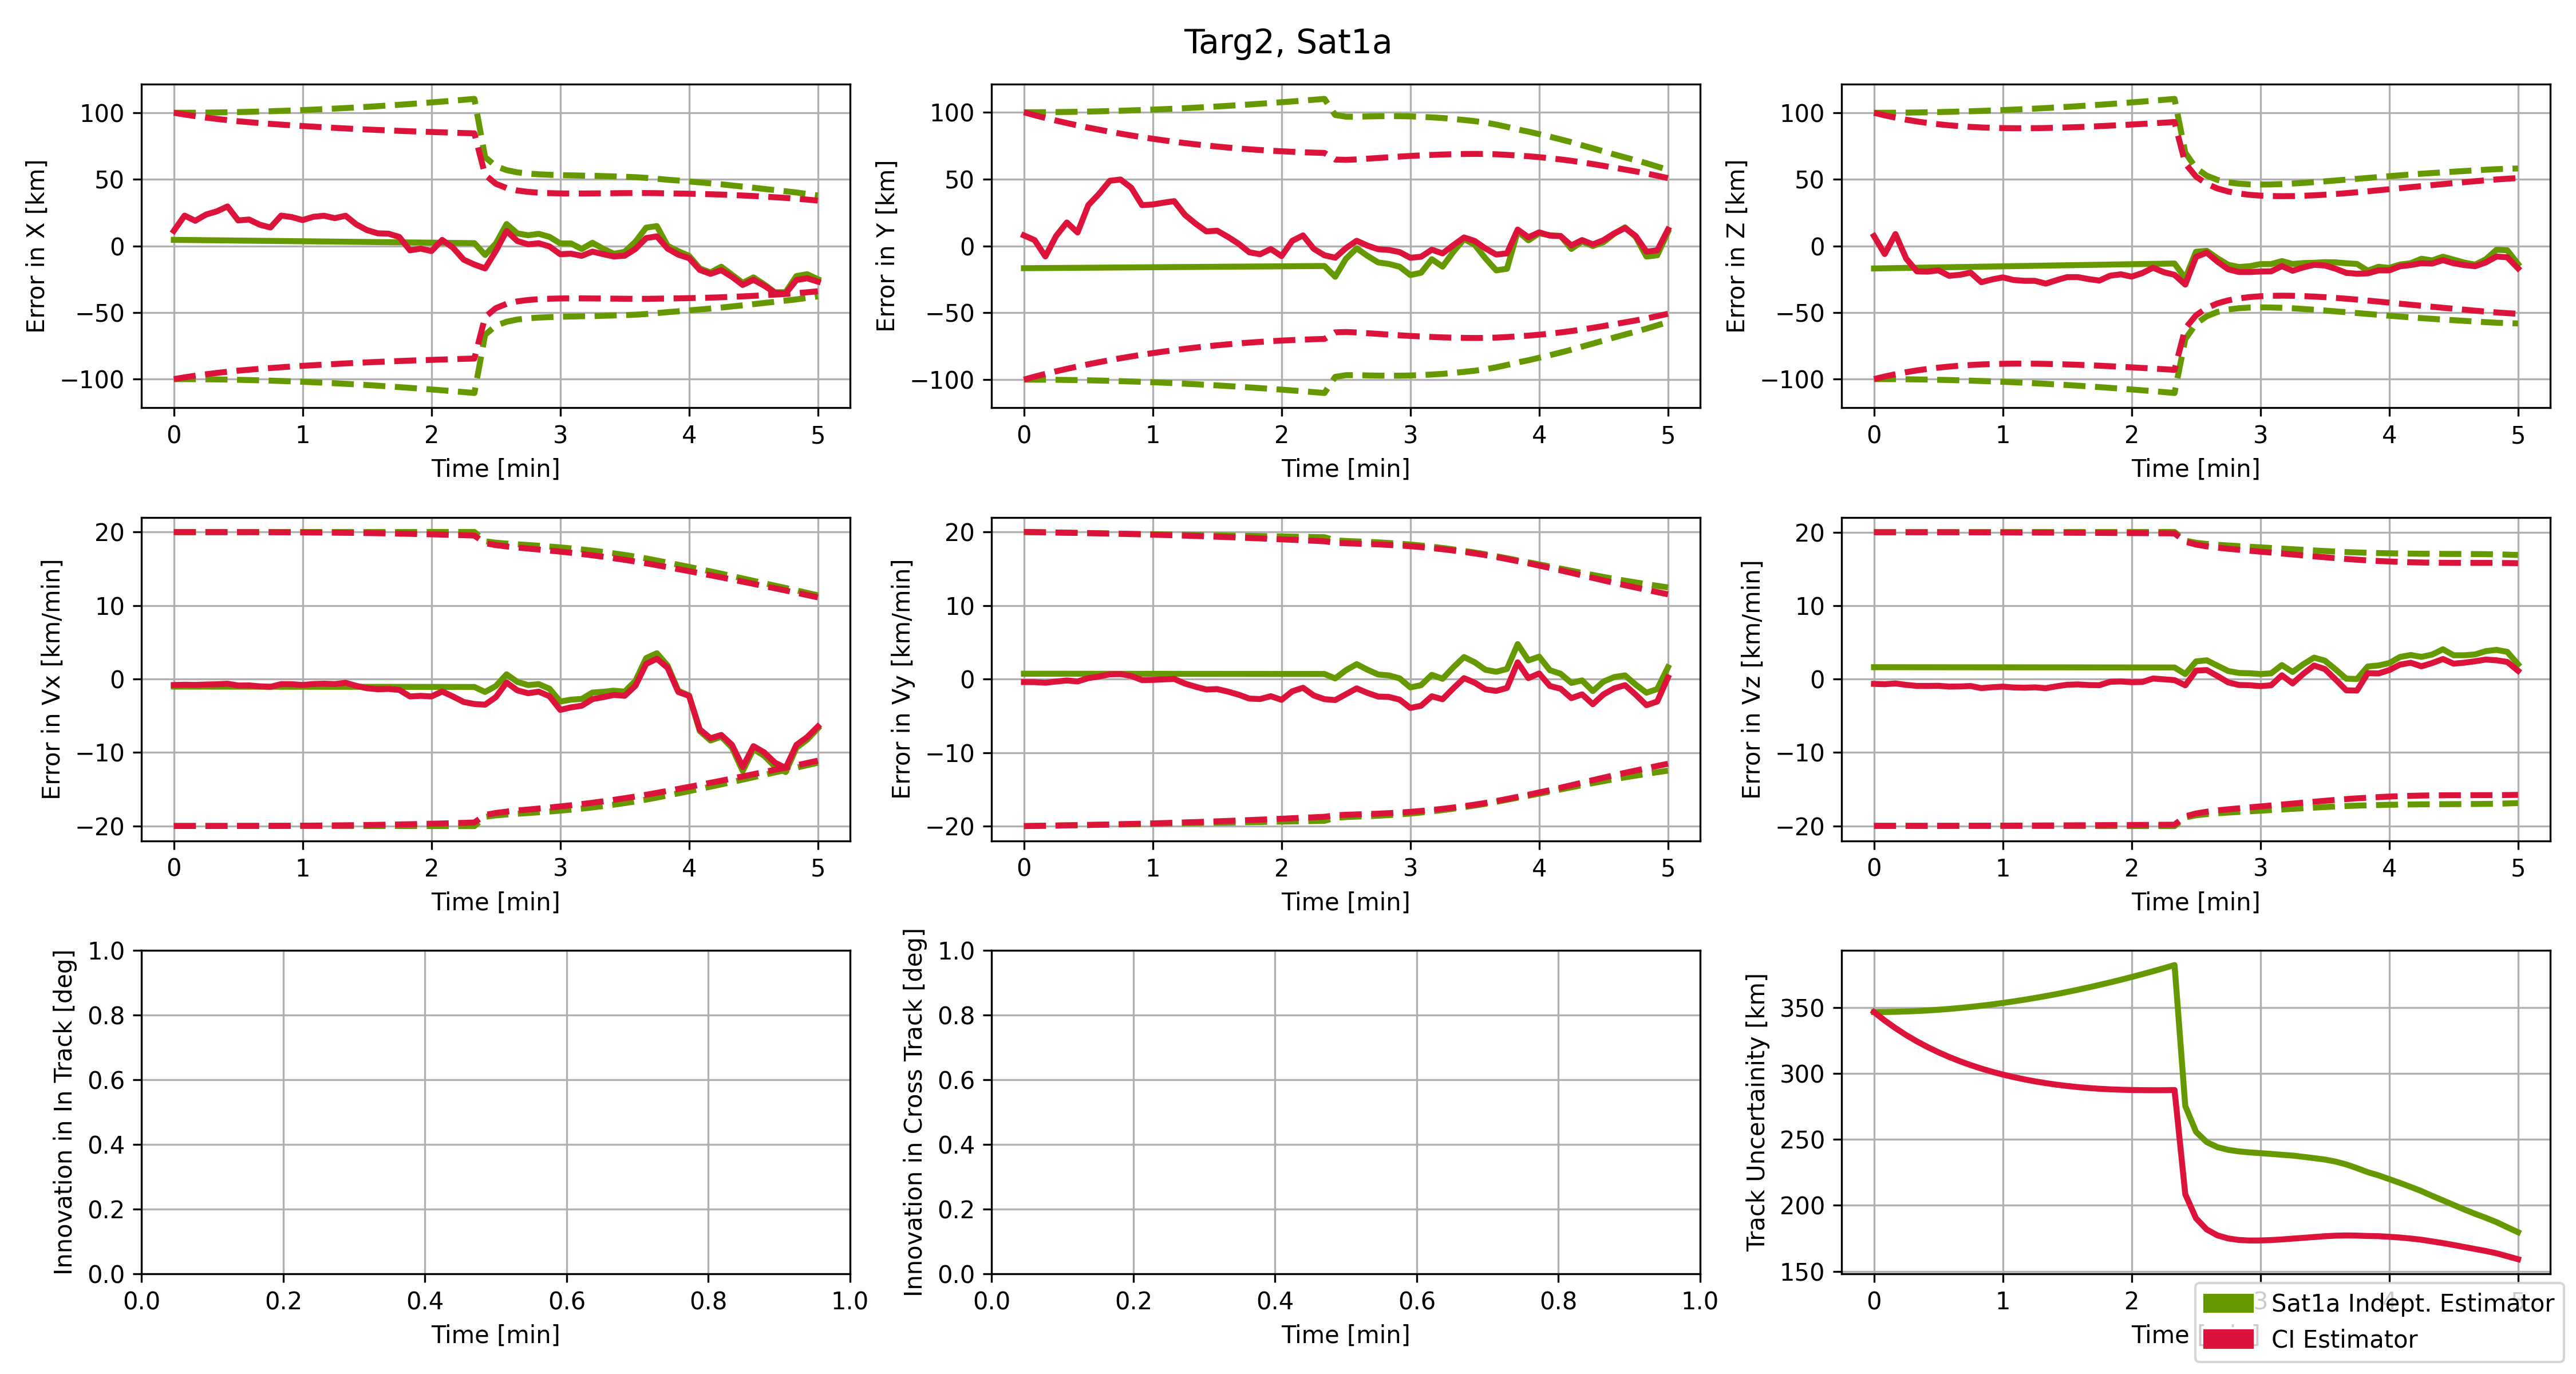 Targ2, Sat1a
Error in X [km]
100
50
0
−50
−100
0 1 2 3 4 5
Time [min]
Error in Y [km]
100
50
0
−50
−100
0 1 2 3 4 5
Time [min]
Error in Z [km]
100
50
0
−50
−100
0 1 2 3 4 5
Time [min]
Error in Vx [km/min]
20
10
0
−10
−20
0 1 2 3 4 5
Time [min]
Error in Vy [km/min]
20
10
0
−10
−20
0 1 2 3 4 5
Time [min]
Error in Vz [km/min]
20
10
0
−10
−20
0 1 2 3 4 5
Time [min]
Innovation in In Track [deg]
1.0
0.8
0.6
0.4
0.2
0.0
0.0 0.2 0.4 0.6 0.8 1.0
Time [min]
Innovation in Cross Track [deg]
1.0
0.8
0.6
0.4
0.2
0.0
0.0 0.2 0.4 0.6 0.8 1.0
Time [min]
Track Uncertainity [km]
350
300
250
200
150
0 1 2 3 4 5
Time
Sat1a Indept. Estimator
CI Estimator